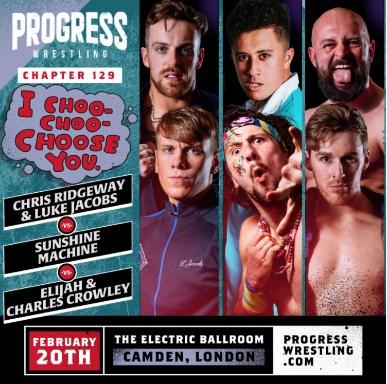 PROGRESS
WRESTLING
CHAPTER 129
I CHOO-
CHOO-
CHOOSE
YOU.
CHRIS RIDGEWAY
& LUKE JACOBS
-VS-
SUNSHINE
MACHINE
-VS-
ELIJAH &
CHARLES CROWLEY
FEBRUARY
20TH
THE ELECTRIC BALLROOM
CAMDEN, LONDON
PROGRESS
WRESTLING
.COM